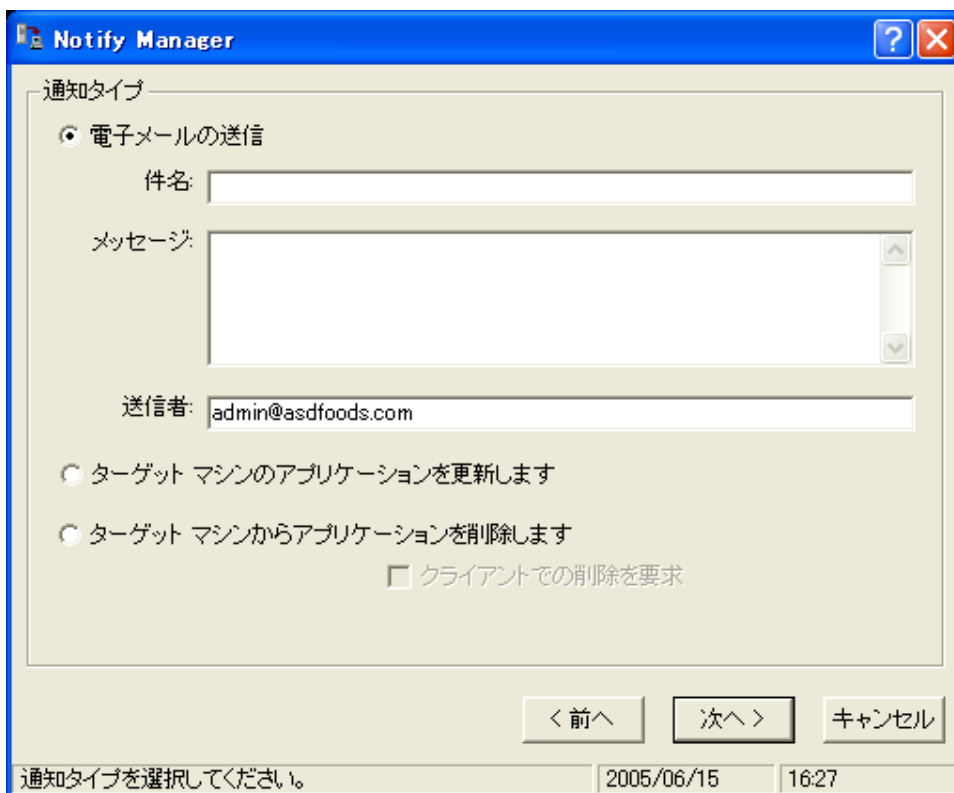 Notify Manager
通知タイプ
電子メールの送信
件名:
メッセージ:
送信者: admin@asdfoods.com
ターゲット マシンのアプリケーションを更新します
ターゲット マシンからアプリケーションを削除します
クライアントでの削除を要求
< 前へ 次へ > キャンセル
通知タイプを選択してください。 2005/06/15 16:27